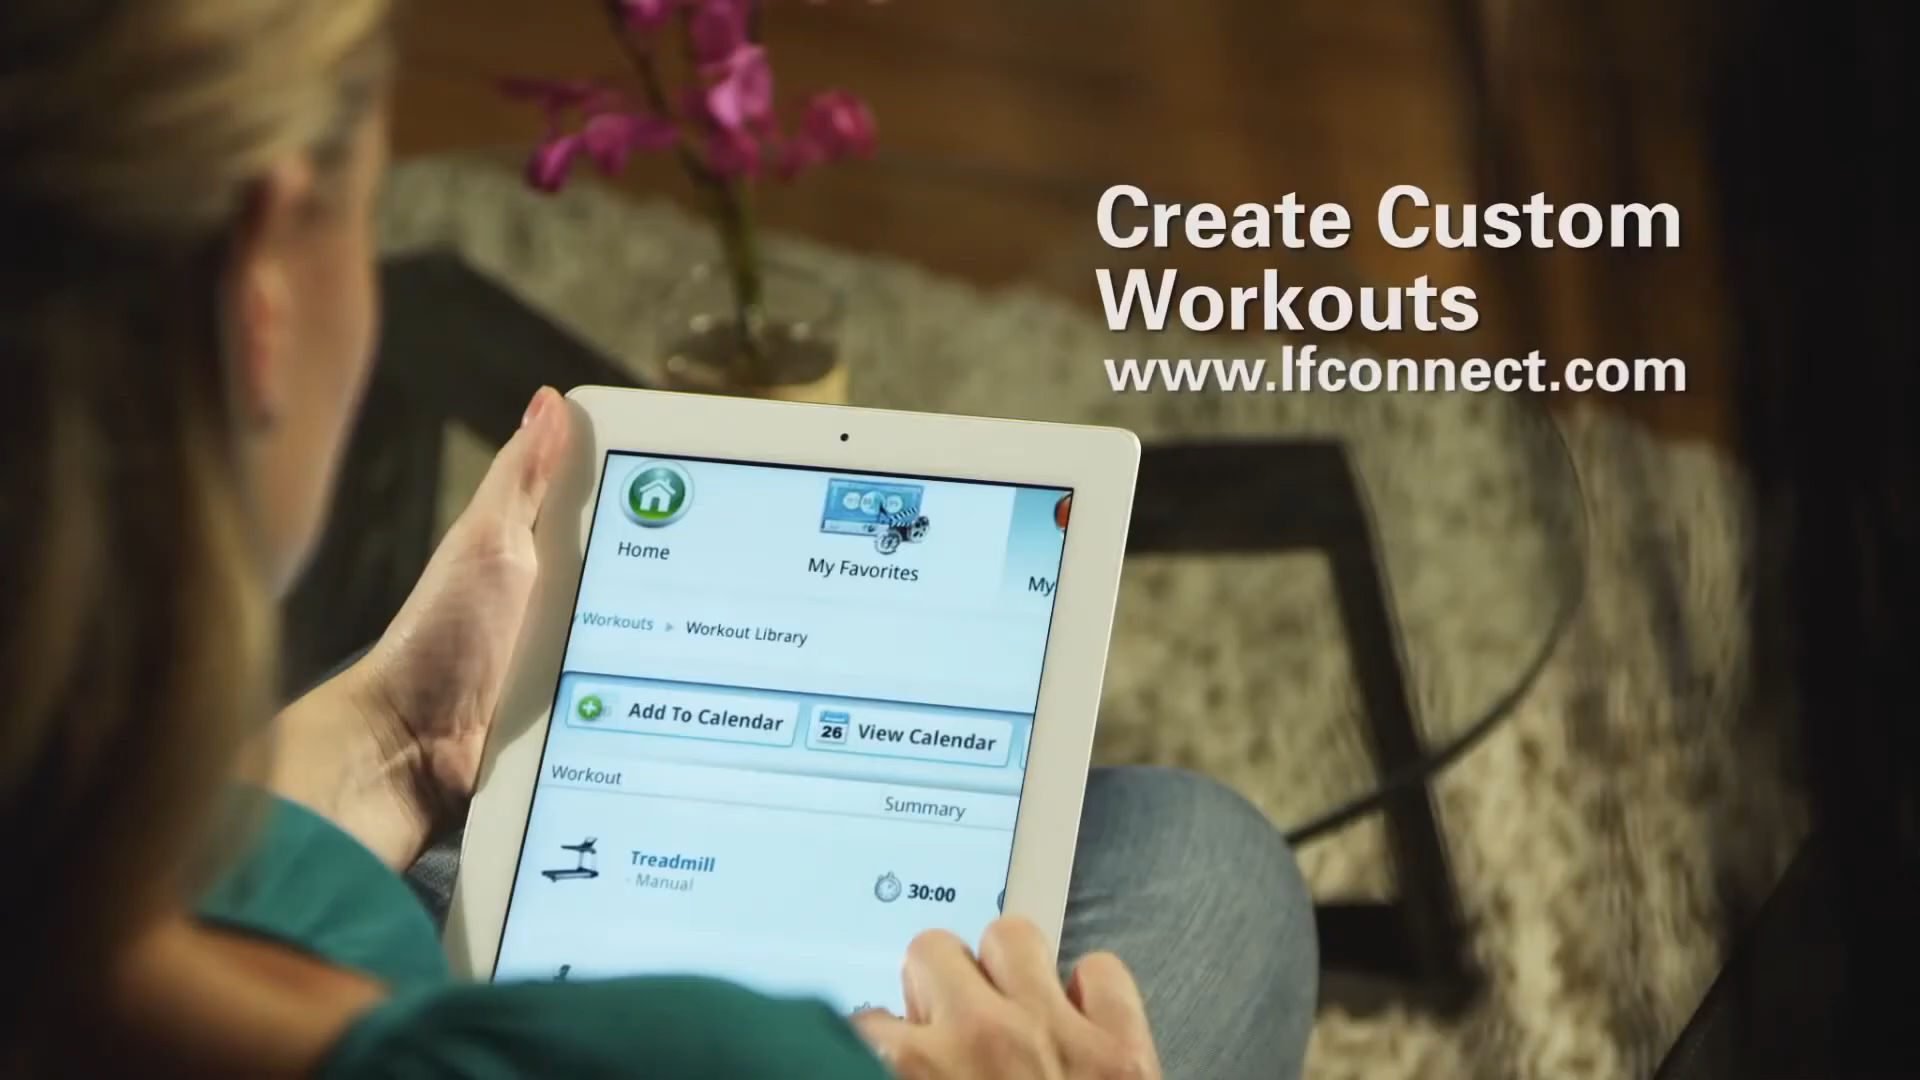 Create Custom
Workouts
www.lfconnect.com
Home
My Favorites
My
Workouts
Workout Library
Add To Calendar
26
View Calendar
Workout
Summary
Treadmill
- Manual
30:00